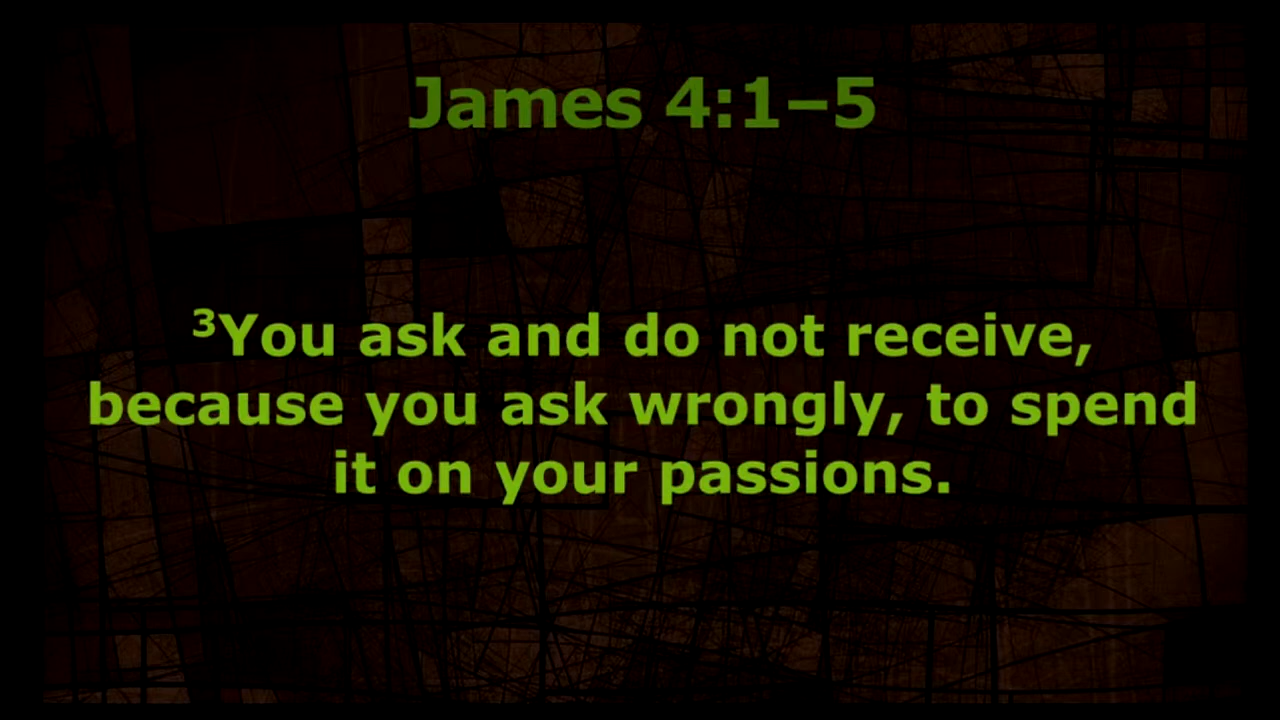 James 4:1–5
³You ask and do not receive,
because you ask wrongly, to spend
it on your passions.